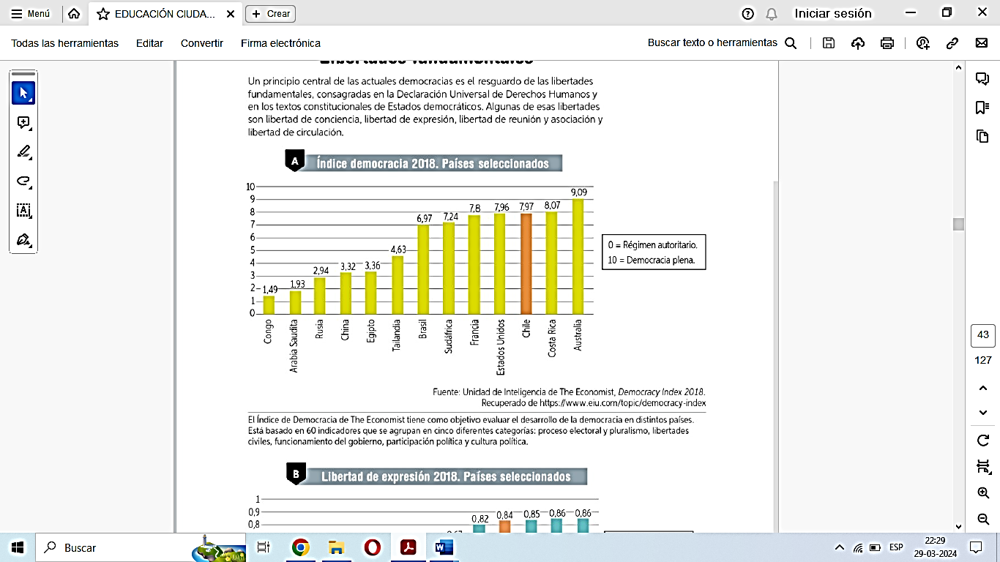 Menú
EDUCACIÓN CIUDA...
Crear
Iniciar sesión
Todas las herramientas
Editar
Convertir
Firma electrónica
Buscar texto o herramientas
Libertades fundamentales
Un principio central de las actuales democracias es el resguardo de las libertades
fundamentales, consagradas en la Declaración Universal de Derechos Humanos y
en los textos constitucionales de Estados democráticos. Algunas de esas libertades
son libertad de conciencia, libertad de expresión, libertad de reunión y asociación y
libertad de circulación.
A
Índice democracia 2018. Países seleccionados
10
9
8
7
6
5
4
3
2
1
0
1,49
1,93
2,94
3,32
3,36
4,63
6,97
7,24
7,8
7,96
7,97
8,07
9,09
Congo
Arabia Saudita
Rusia
China
Egipto
Tailandia
Brasil
Sudáfrica
Francia
Estados Unidos
Chile
Costa Rica
Australia
0 = Régimen autoritario.
10 = Democracia plena.
Fuente: Unidad de Inteligencia de The Economist, Democracy Index 2018.
Recuperado de https://www.eiu.com/topic/democracy-index
El Índice de Democracia de The Economist tiene como objetivo evaluar el desarrollo de la democracia en distintos países.
Está basado en 60 indicadores que se agrupan en cinco diferentes categorías: proceso electoral y pluralismo, libertades
civiles, funcionamiento del gobierno, participación política y cultura política.
B
Libertad de expresión 2018. Países seleccionados
1
0,9
0,8
0,82
0,84
0,85
0,86
0,86
43
127
Buscar
ESP
22:29
29-03-2024